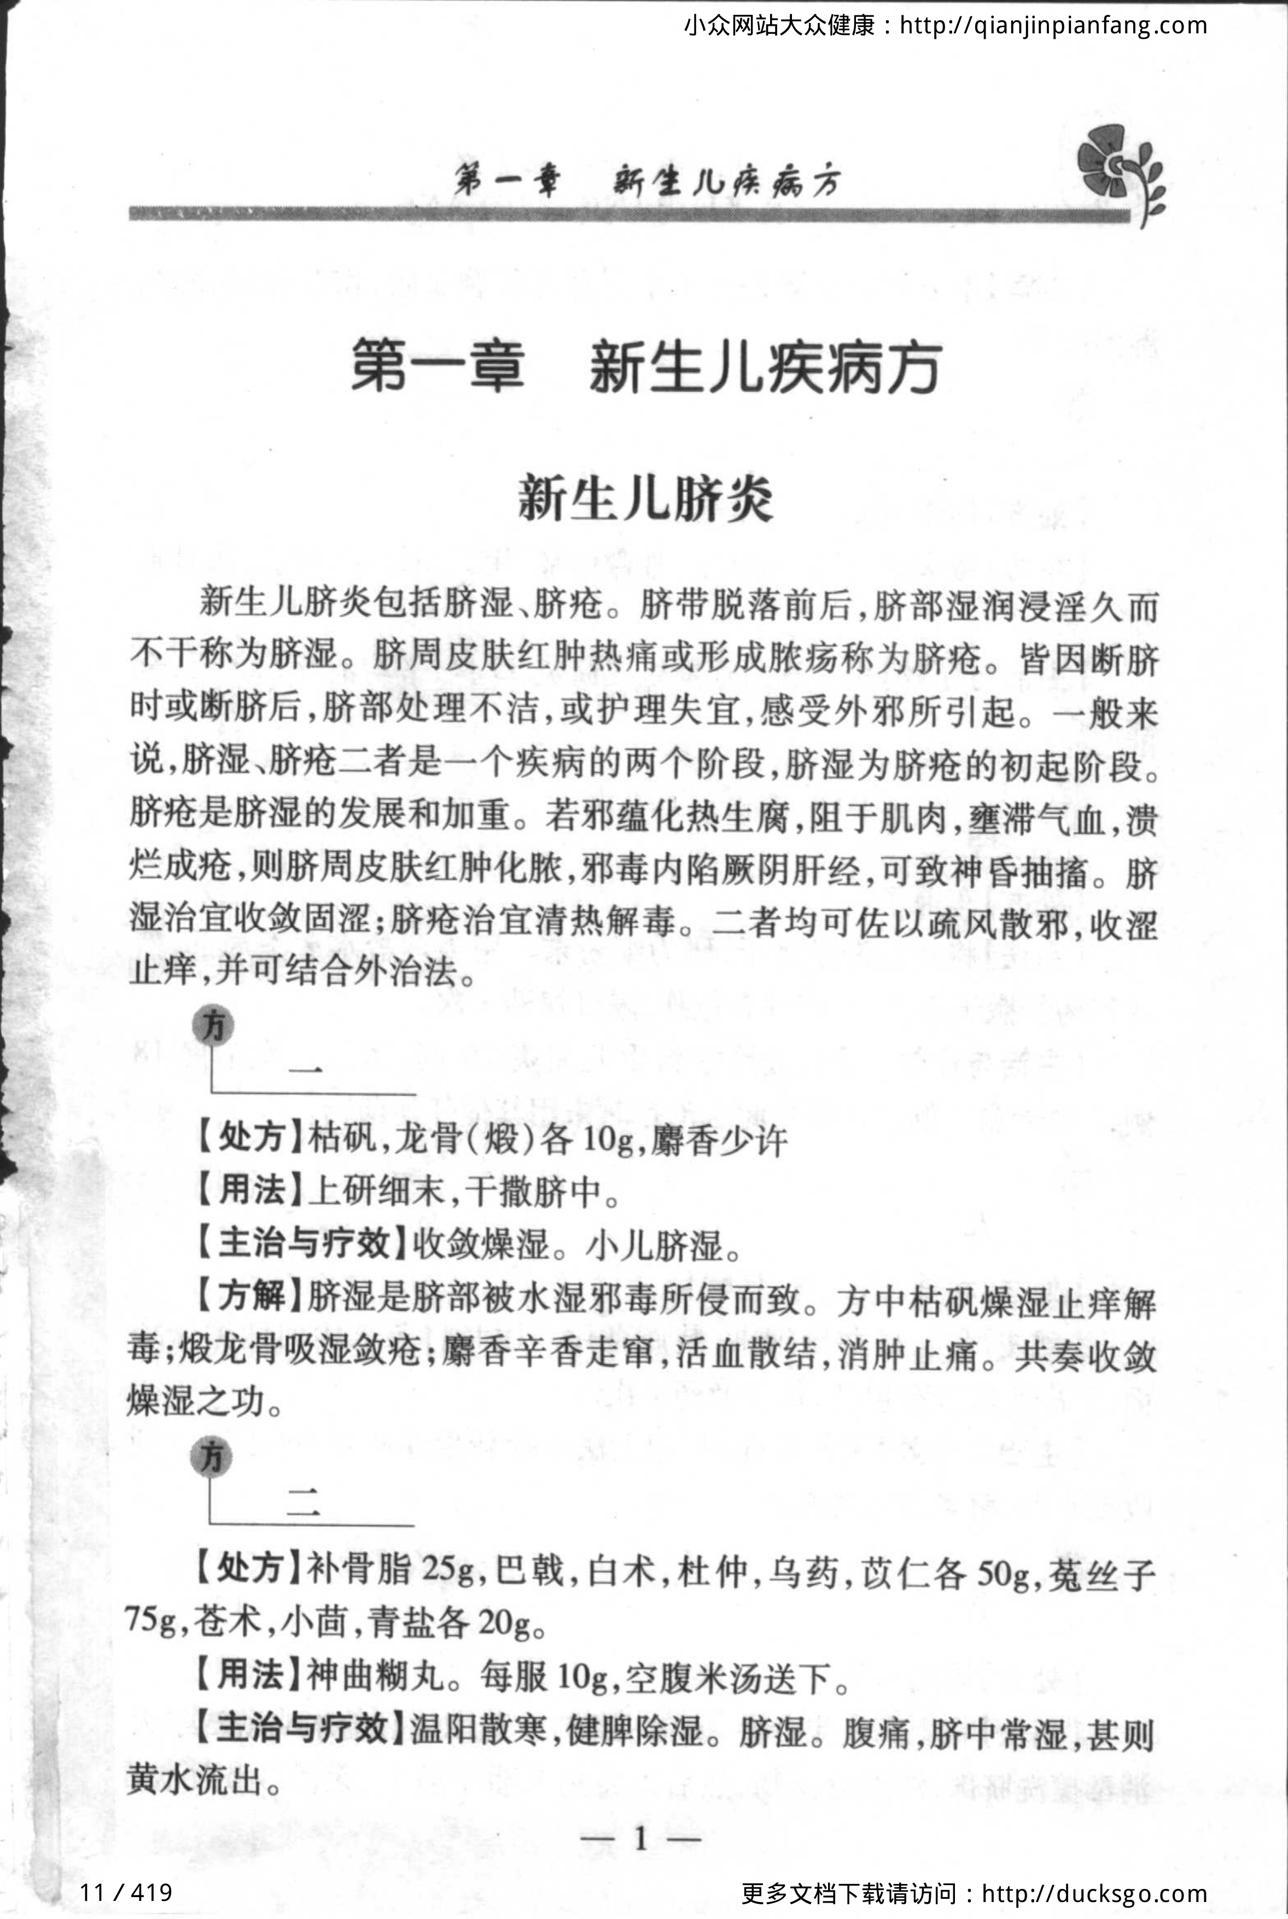 小众网站大众健康：http://qianjinpianfang.com
第一章 新生儿疾病方
第一章 新生儿疾病方
新生儿脐炎
新生儿脐炎包括脐湿、脐疮。脐带脱落前后，脐部湿润浸淫久而
不干称为脐湿。脐周皮肤红肿热痛或形成脓疡称为脐疮。皆因断脐
时或断脐后，脐部处理不洁，或护理失宜，感受外邪所引起。一般来
说，脐湿、脐疮二者是一个疾病的两个阶段，脐湿为脐疮的初起阶段。
脐疮是脐湿的发展和加重。若邪蕴化热生腐，阻于肌肉，壅滞气血，溃
烂成疮，则脐周皮肤红肿化脓，邪毒内陷厥阴肝经，可致神昏抽搐。脐
湿治宜收敛固涩；脐疮治宜清热解毒。二者均可佐以疏风散邪，收涩
止痒，并可结合外治法。
方
一
【处方】枯矾，龙骨（煅）各10g，麝香少许
【用法】上研细末，干撒脐中。
【主治与疗效】收敛燥湿。小儿脐湿。
【方解】脐湿是脐部被水湿邪毒所侵而致。方中枯矾燥湿止痒解
毒；煅龙骨吸湿敛疮；麝香辛香走窜，活血散结，消肿止痛。共奏收敛
燥湿之功。
方
二
【处方】补骨脂25g，巴戟，白术，杜仲，乌药，苡仁各50g，菟丝子
75g，苍术，小茴，青盐各20g。
【用法】神曲糊丸。每服10g，空腹米汤送下。
【主治与疗效】温阳散寒，健脾除湿。脐湿。腹痛，脐中常湿，甚则
黄水流出。
— 1 —
11 / 419
更多文档下载请访问：http://ducksgo.com